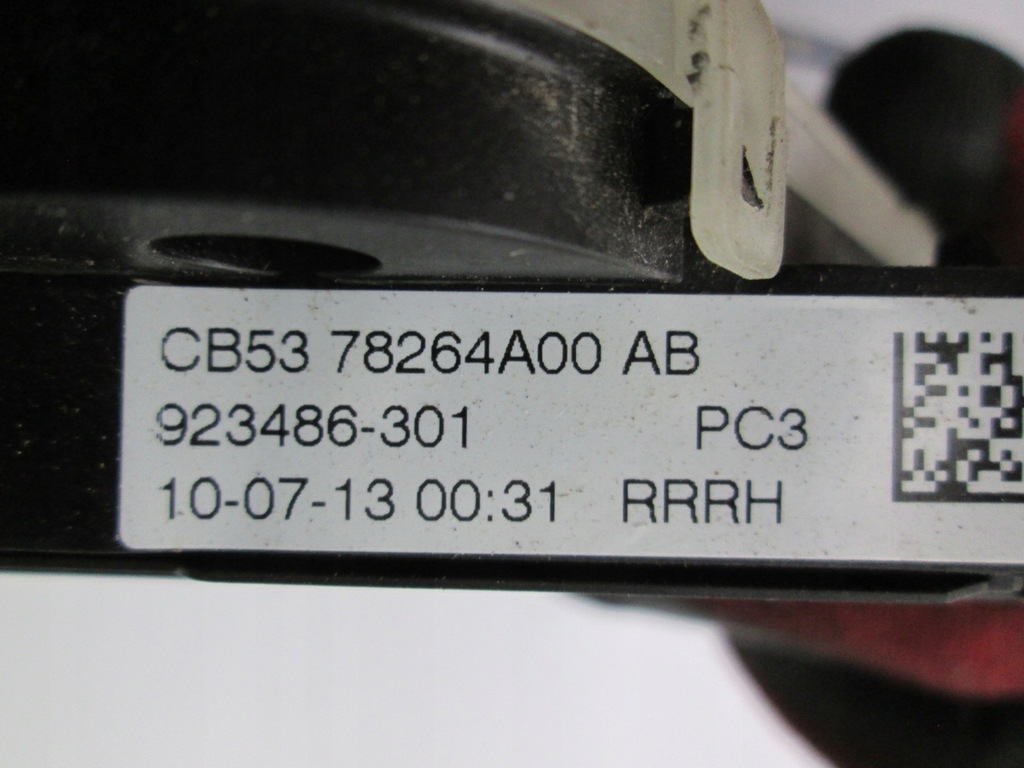 CB53 78264A00 AB
923486-301 PC3
10-07-13 00:31 RRRH